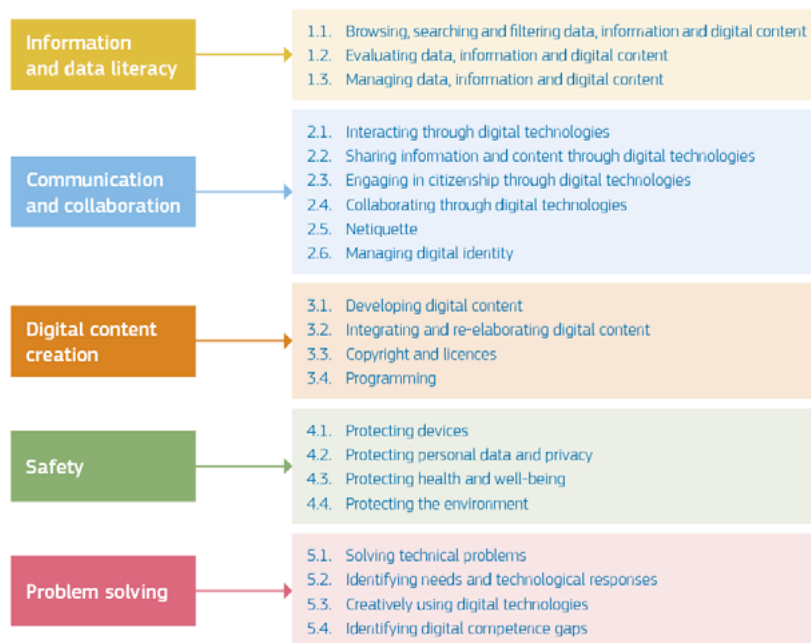 Information
and data literacy
1.1. Browsing, searching and filtering data, information and digital content
1.2. Evaluating data, information and digital content
1.3. Managing data, information and digital content
Communication
and collaboration
2.1. Interacting through digital technologies
2.2. Sharing information and content through digital technologies
2.3. Engaging in citizenship through digital technologies
2.4. Collaborating through digital technologies
2.5. Netiquette
2.6. Managing digital identity
Digital content
creation
3.1. Developing digital content
3.2. Integrating and re-elaborating digital content
3.3. Copyright and licences
3.4. Programming
Safety
4.1. Protecting devices
4.2. Protecting personal data and privacy
4.3. Protecting health and well-being
4.4. Protecting the environment
Problem solving
5.1. Solving technical problems
5.2. Identifying needs and technological responses
5.3. Creatively using digital technologies
5.4. Identifying digital competence gaps